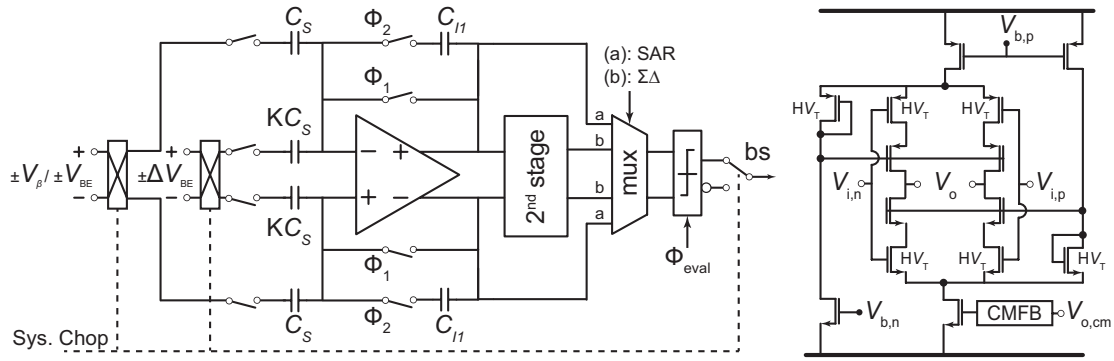 C_S
Φ_2
C_I1
Φ_1
(a): SAR
(b): ΣΔ
KC_S
a
b
2nd stage
mux
bs
+
−
±V_β/±V_BE
+
−
±ΔV_BE
− +
+ −
b
a
KC_S
Φ_1
Φ_eval
C_S
Φ_2
C_I1
Sys. Chop
V_b,p
HV_T
HV_T
HV_T
V_i,n
V_o
V_i,p
HV_T
HV_T
HV_T
V_b,n
CMFB
V_o,cm